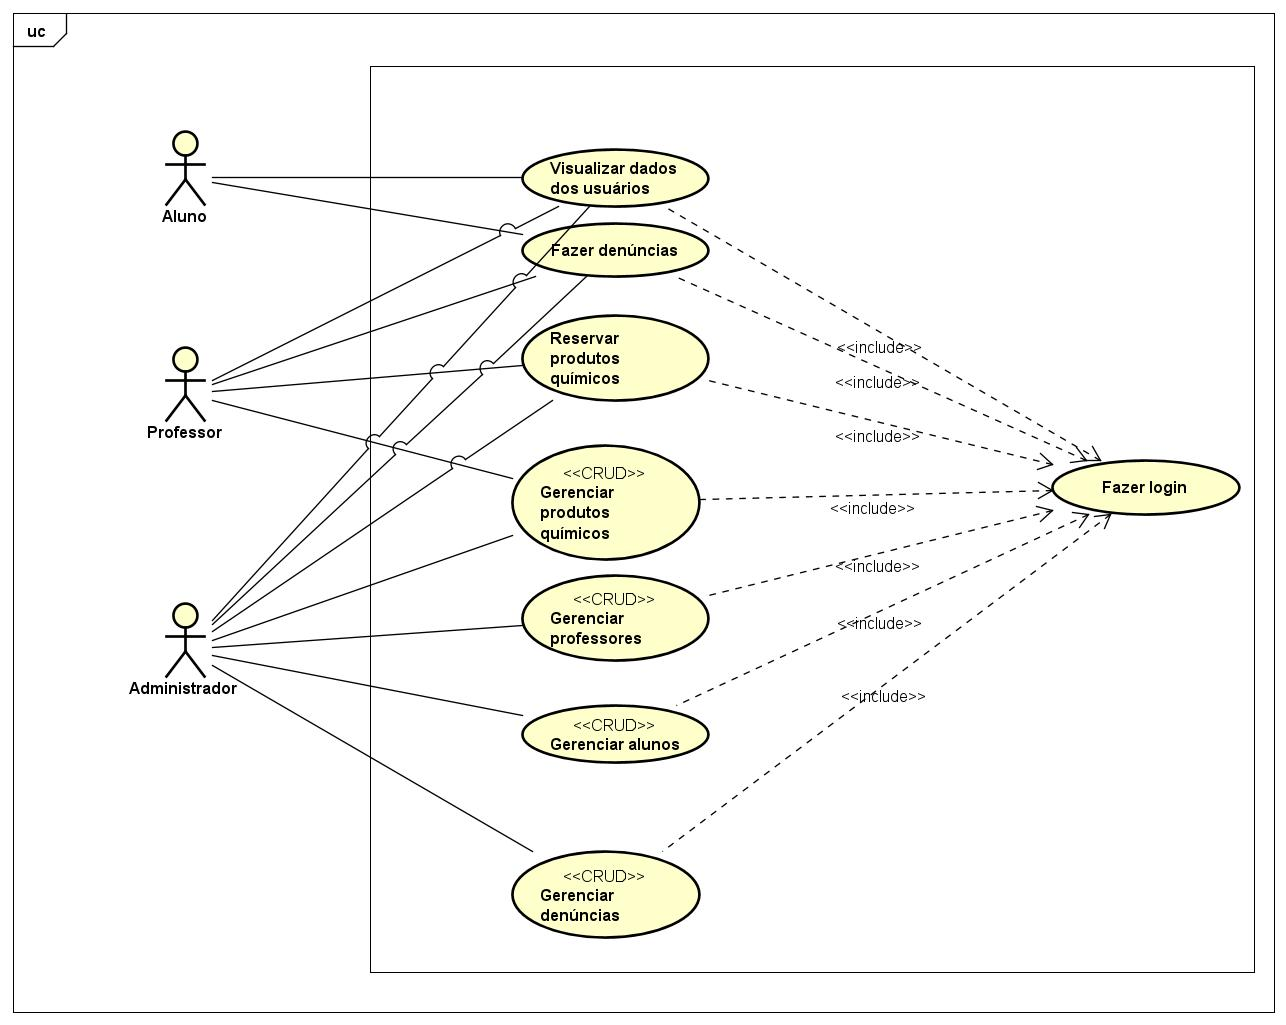 uc
Aluno
Professor
Administrador
Visualizar dados
dos usuários
Fazer denúncias
Reservar
produtos
químicos
<<CRUD>>
Gerenciar
produtos
químicos
<<CRUD>>
Gerenciar
professores
<<CRUD>>
Gerenciar alunos
<<CRUD>>
Gerenciar
denúncias
<<include>>
<<include>>
<<include>>
<<include>>
<<include>>
<<include>>
<<include>>
Fazer login